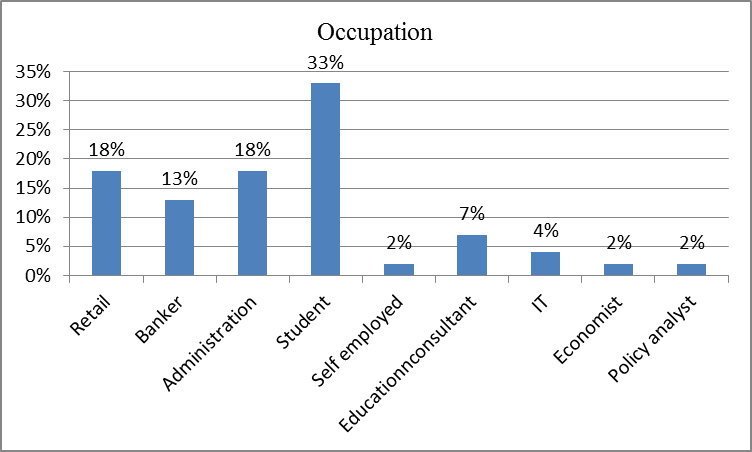 Occupation
35%
30%
25%
20%
15%
10%
5%
0%
18%
13%
18%
33%
2%
7%
4%
2%
2%
Retail
Banker
Administration
Student
Self employed
Educationnconsultant
IT
Economist
Policy analyst